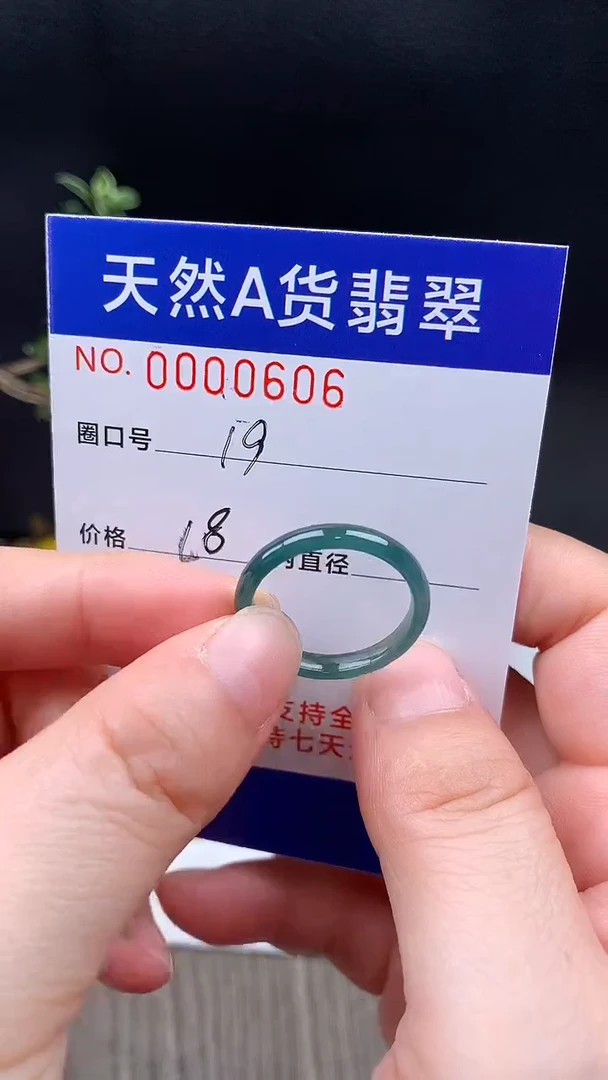 天然A货翡翠
NO. 0000606
圈口号 19
价格 18 直径
支持全
持七天